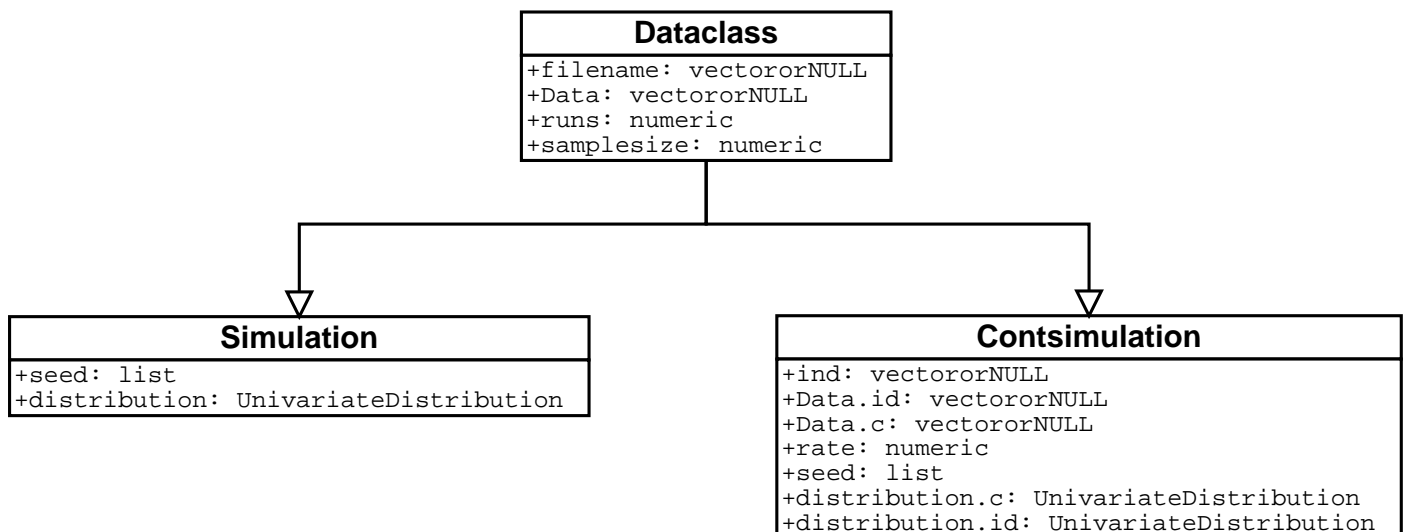 Dataclass
+filename: vectororNULL
+Data: vectororNULL
+runs: numeric
+samplesize: numeric
Simulation
+seed: list
+distribution: UnivariateDistribution
Contsimulation
+ind: vectororNULL
+Data.id: vectororNULL
+Data.c: vectororNULL
+rate: numeric
+seed: list
+distribution.c: UnivariateDistribution
+distribution.id: UnivariateDistribution